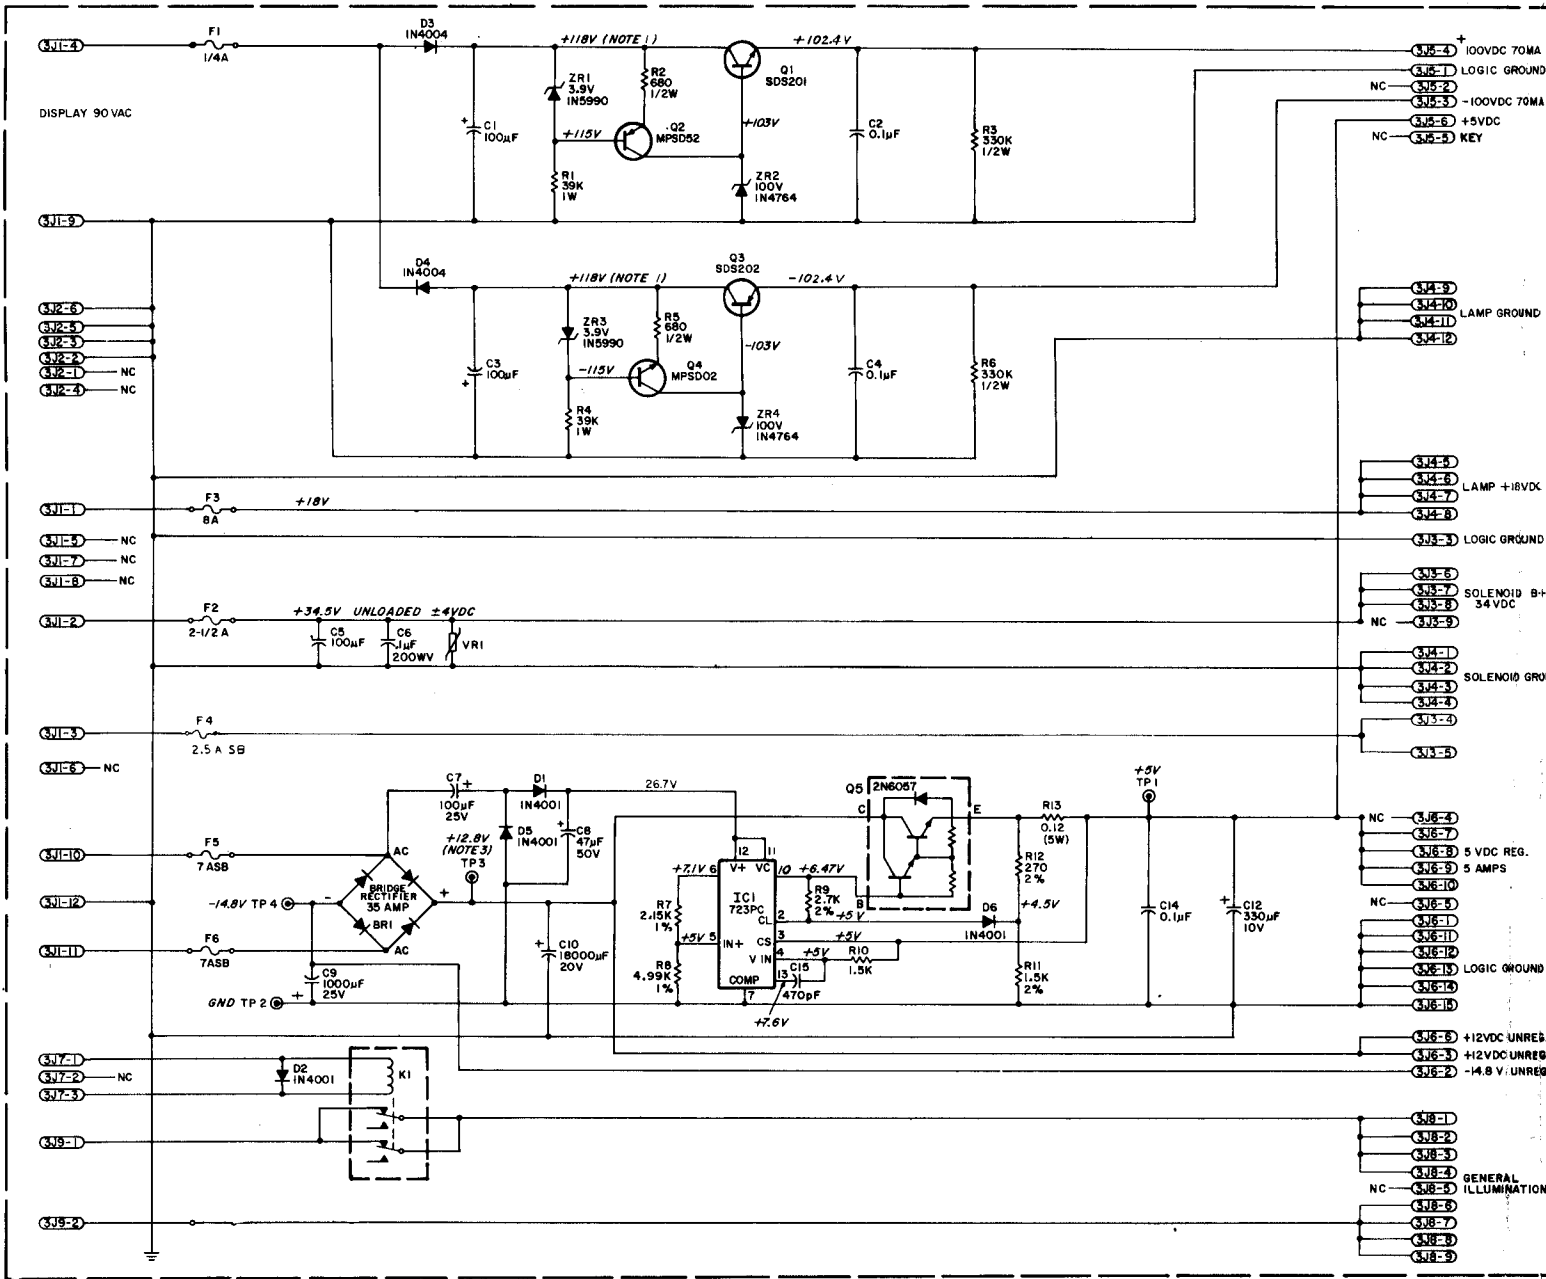 3J1-4
F1
1/4A
D3
IN4004
+118V (NOTE 1)
+102.4V
ZR1
3.9V
IN5990
R2
680
1/2W
Q1
SDS201
C1
100µF
+
+115V
Q2
MPSD52
+103V
C2
0.1µF
R3
330K
1/2W
R1
39K
1W
ZR2
100V
IN4764
DISPLAY 90VAC
3J1-9
+
3J5-4 100VDC 70MA
3J5-1 LOGIC GROUND
NC 3J5-2
3J5-3 -100VDC 70MA
3J5-6 +5VDC
NC 3J5-5 KEY
D4
IN4004
+118V (NOTE 1)
Q3
SDS202
-102.4V
ZR3
3.9V
IN5990
R5
680
1/2W
-103V
C3
100µF
+
-115V
Q4
MPSD02
C4
0.1µF
R6
330K
1/2W
R4
39K
1W
ZR4
100V
IN4764
3J2-6
3J2-5
3J2-3
3J2-2
3J2-1 NC
3J2-4 NC
3J4-9
3J4-10
3J4-11
3J4-12
LAMP GROUND
3J1-1
F3
8A
+18V
3J4-5
3J4-6
3J4-7
3J4-8
LAMP +18VDC
3J1-5 NC
3J1-7 NC
3J1-8 NC
3J3-3 LOGIC GROUND
3J1-2
F2
2-1/2 A
+34.5V UNLOADED ±4VDC
C5
100µF
C6
.1µF
200WV
VR1
3J3-6
3J3-7
3J3-8
NC 3J3-9
SOLENOID B+
34VDC
3J4-1
3J4-2
3J4-3
3J4-4
SOLENOID GRO
3J1-3
F4
2.5 A SB
3J3-4
3J3-5
3J1-6 NC
C7
+
100µF
25V
D1
IN4001
26.7V
D5
IN4001
+
C8
47µF
50V
+12.8V
(NOTE 3)
TP3
Q5
2N6057
C
E
B
R13
0.12
(5W)
+5V
TP1
3J1-10
F5
7 ASB
AC
BRIDGE
RECTIFIER
35 AMP
BR1
+
-
AC
3J1-12
-14.8V TP4
3J1-11
F6
7ASB
C9
1000µF
25V
+
GND TP2
+
C10
18000µF
20V
12
11
V+ VC
+7.1V 6
10 +6.47V
IC1
723PC
R7
2.15K
1%
R9
2.7K
2%
2
CL
+5V
+5V 5
IN+
3
CS
+5V
4
V IN
+5V
R10
1.5K
R8
4.99K
1%
COMP
13
C15
470pF
7
+7.6V
D6
IN4001
R12
270
2%
+4.5V
R11
1.5K
2%
C14
0.1µF
+
C12
330µF
10V
NC 3J6-4
3J6-7
3J6-8
3J6-9
3J6-10
5 VDC REG.
5 AMPS
NC 3J6-5
3J6-1
3J6-11
3J6-12
3J6-13
3J6-14
3J6-15
LOGIC GROUND
3J6-6 +12VDC UNREG
3J6-3 +12VDC UNREG
3J6-2 -14.8 V UNREG
3J7-1
3J7-2 NC
3J7-3
D2
IN4001
K1
3J9-1
3J8-1
3J8-2
3J8-3
3J8-4
NC 3J8-5
3J8-6
3J8-7
3J8-8
3J8-9
GENERAL
ILLUMINATION
3J9-2